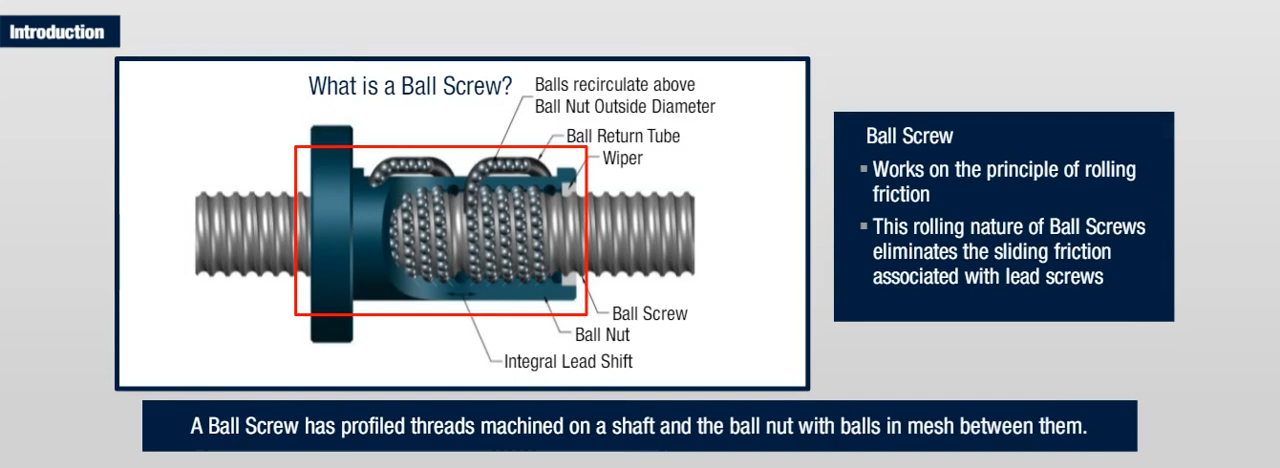 Introduction
What is a Ball Screw?
Balls recirculate above
Ball Nut Outside Diameter
Ball Return Tube
Wiper
Ball Screw
Ball Nut
Integral Lead Shift
Ball Screw
▪ Works on the principle of rolling
friction
▪ This rolling nature of Ball Screws
eliminates the sliding friction
associated with lead screws
A Ball Screw has profiled threads machined on a shaft and the ball nut with balls in mesh between them.